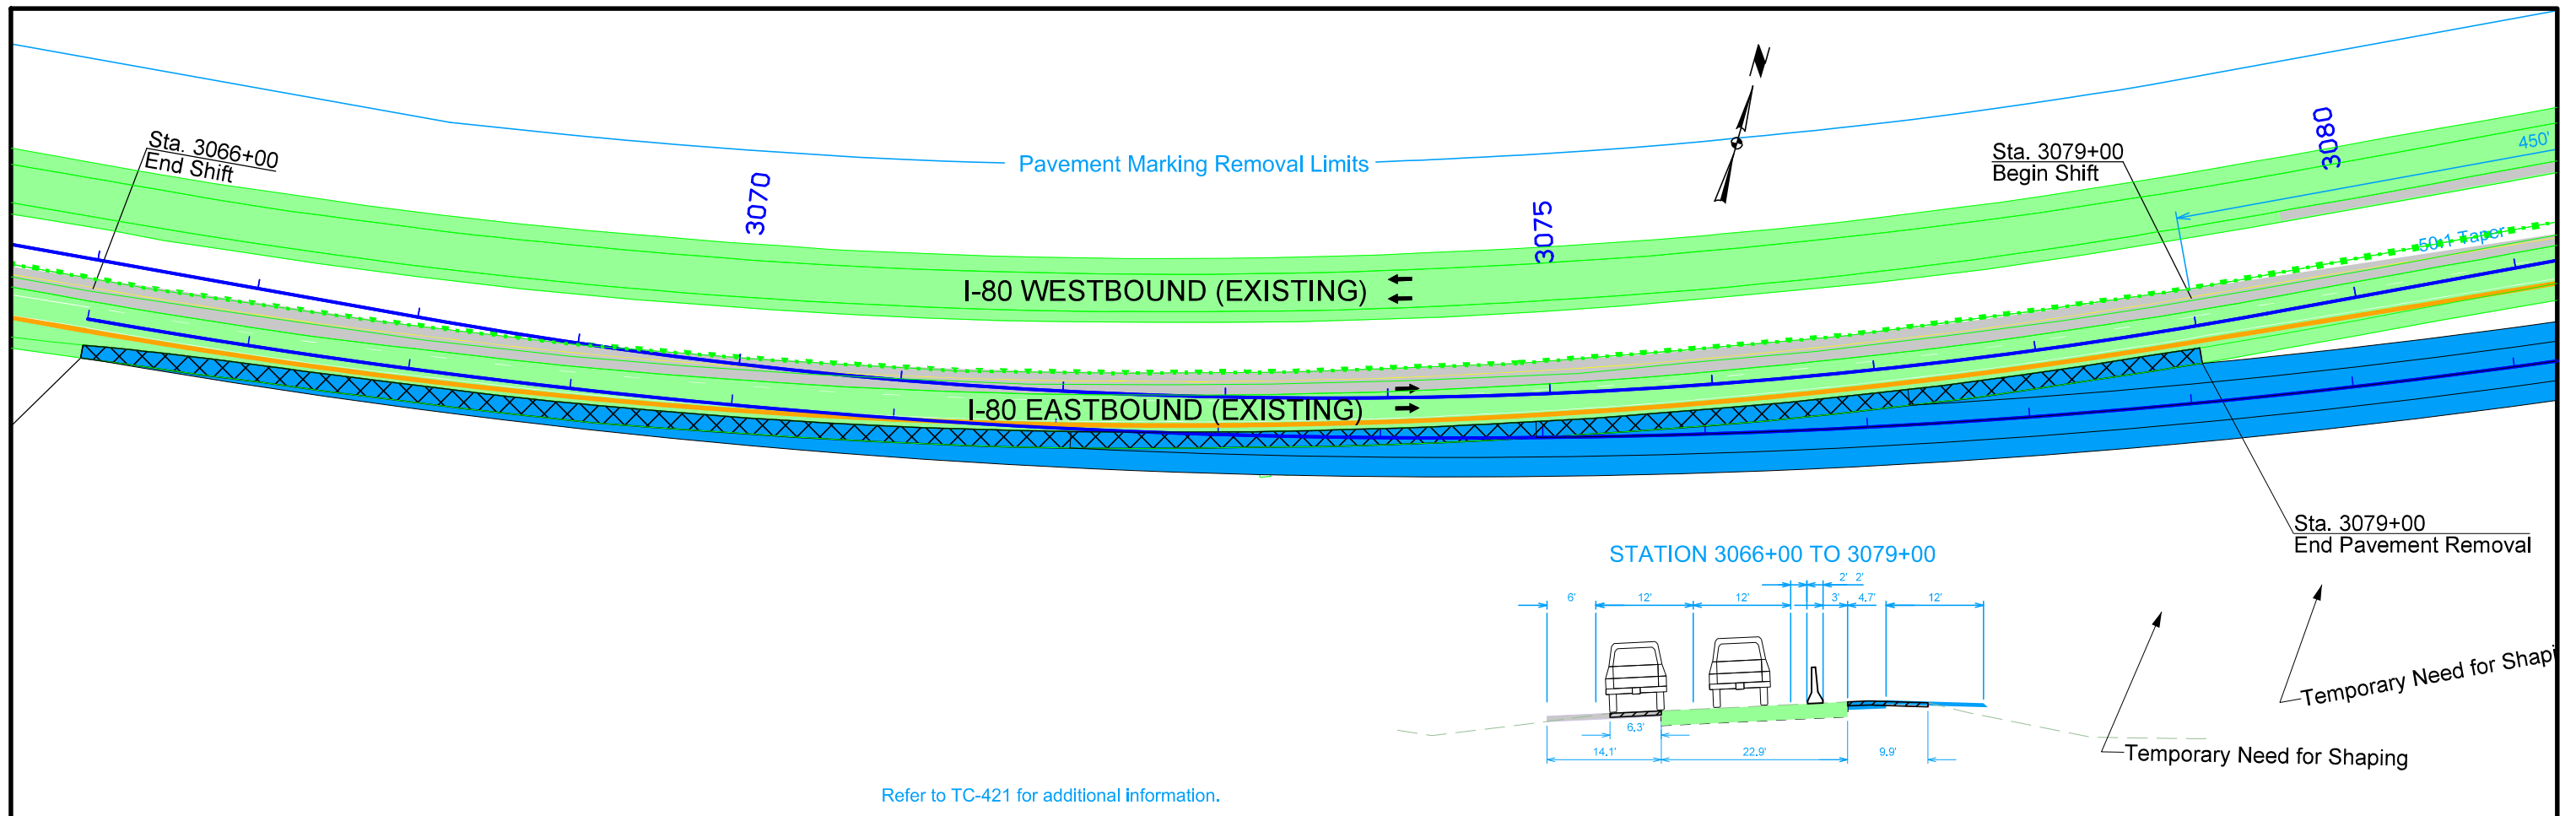 Sta. 3066+00
End Shift
Pavement Marking Removal Limits
3070
3075
Sta. 3079+00
Begin Shift
3080
450'
50:1 Taper
I-80 WESTBOUND (EXISTING)
I-80 EASTBOUND (EXISTING)
Sta. 3079+00
End Pavement Removal
STATION 3066+00 TO 3079+00
2' 2'
6' 12' 12' 3' 4.7' 12'
6.3'
14.1' 22.9' 9.9'
Temporary Need for Shapi
Temporary Need for Shaping
Refer to TC-421 for additional information.